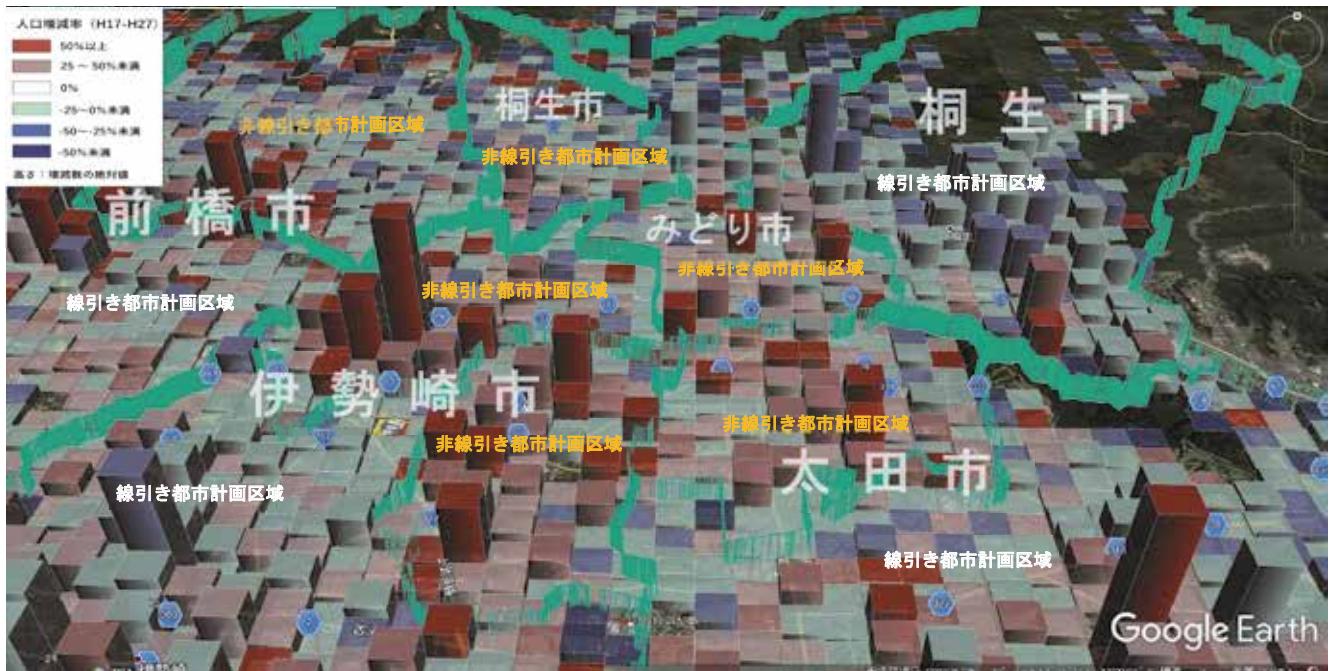 人口増減率（H17-H27）
50%以上
25～50%未満
0%
-25～0%未満
-50～-25%未満
-50%未満
高さ：増減数の絶対値
桐生市
桐生市
非線引き都市計画区域
非線引き都市計画区域
線引き都市計画区域
前橋市
みどり市
非線引き都市計画区域
線引き都市計画区域
非線引き都市計画区域
伊勢崎市
非線引き都市計画区域
非線引き都市計画区域
太田市
線引き都市計画区域
線引き都市計画区域
Google Earth